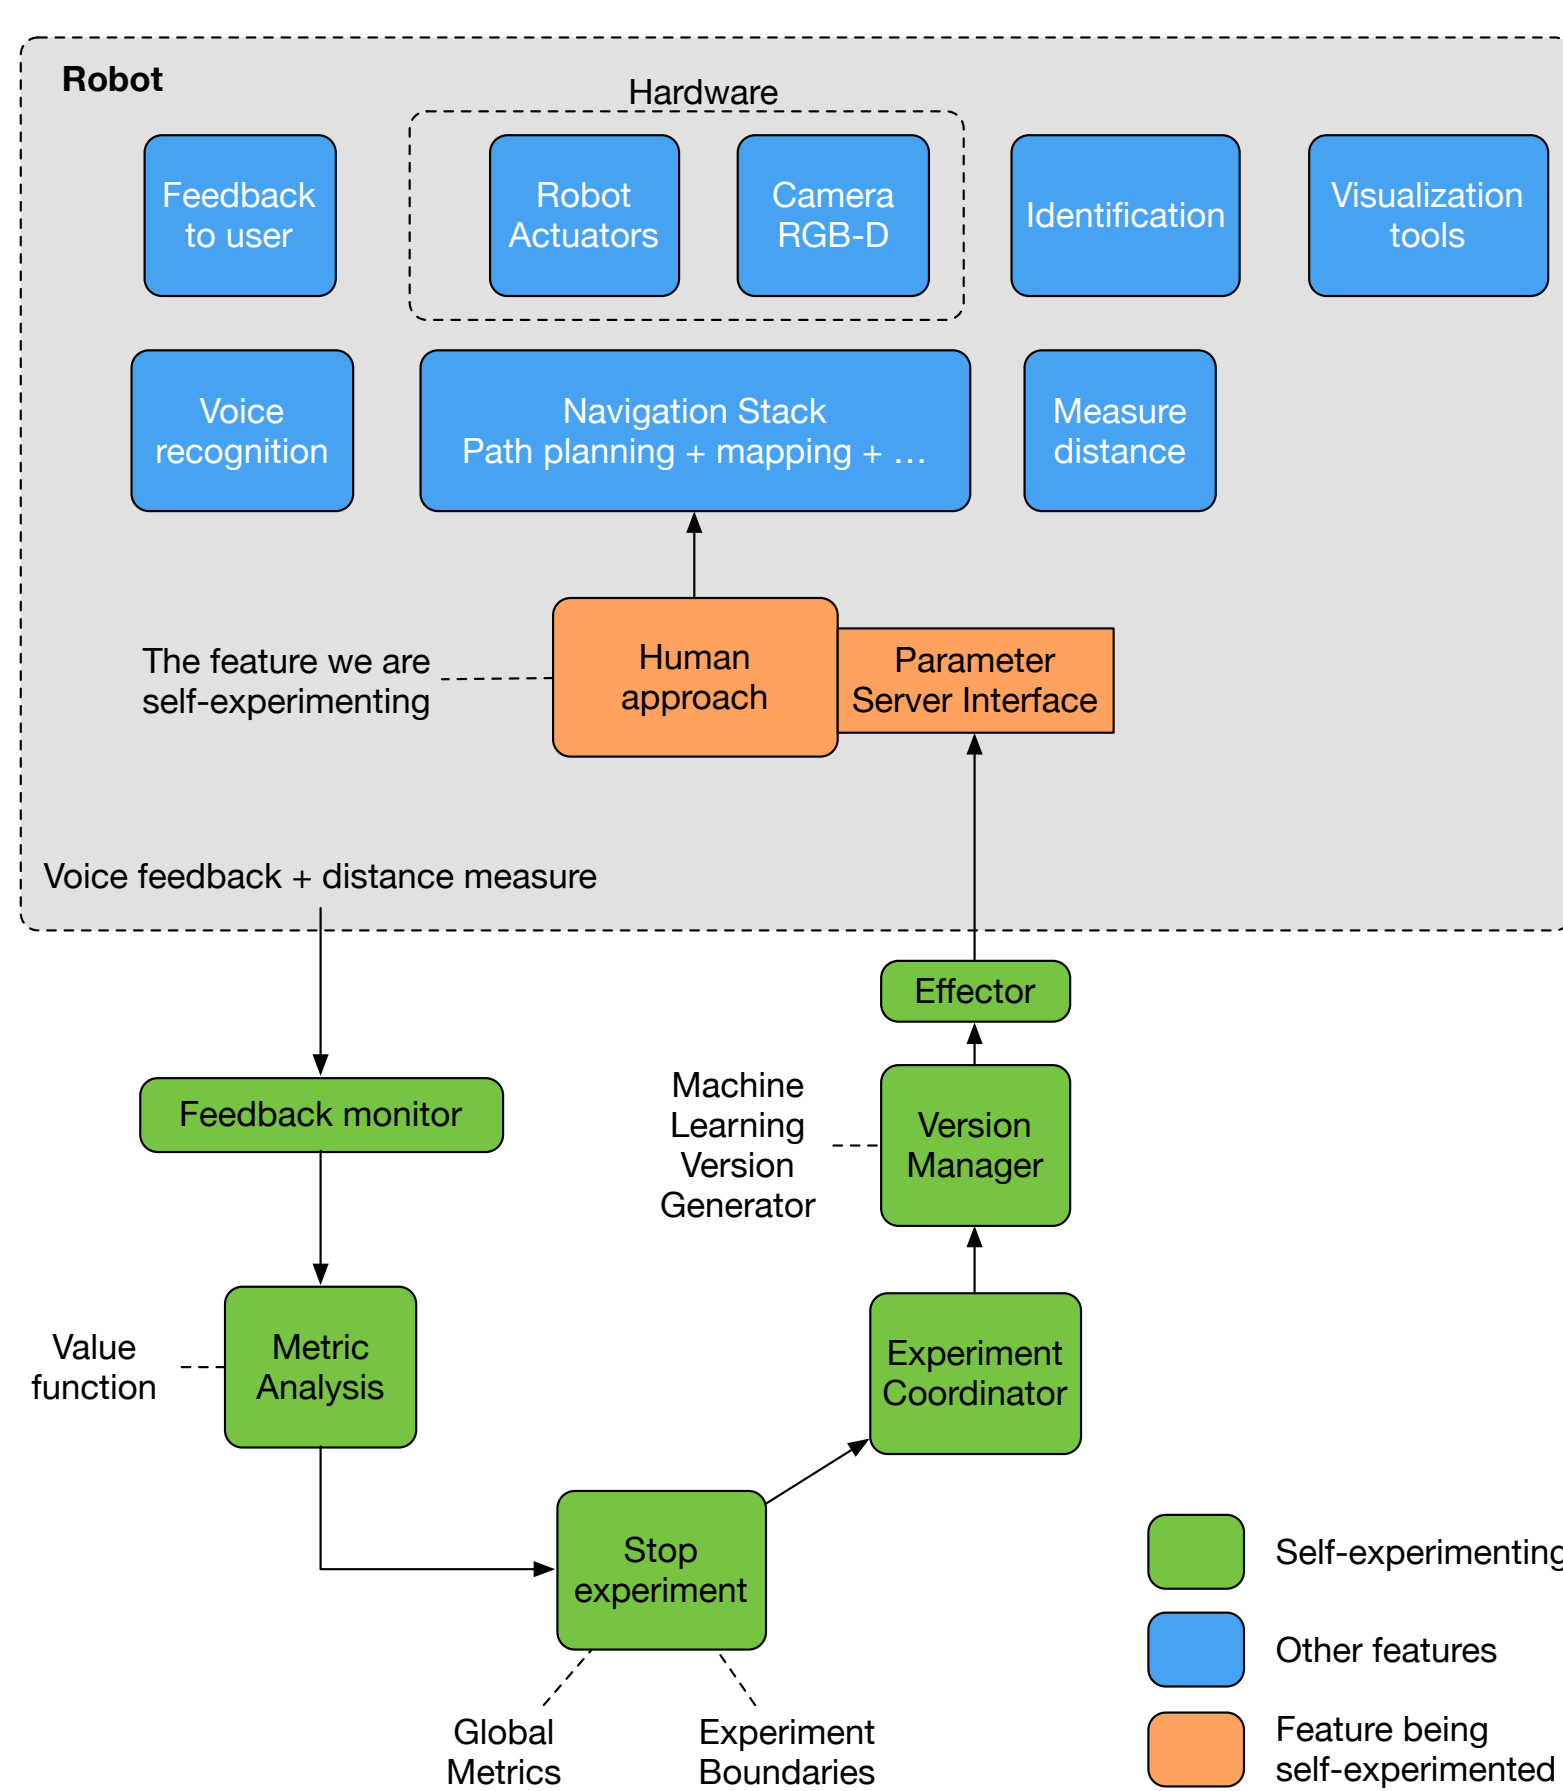 Robot
Hardware
Feedback
to user
Robot
Actuators
Camera
RGB-D
Identification
Visualization
tools
Voice
recognition
Navigation Stack
Path planning + mapping + …
Measure
distance
The feature we are
self-experimenting
Human
approach
Parameter
Server Interface
Voice feedback + distance measure
Effector
Feedback monitor
Machine
Learning
Version
Generator
Version
Manager
Value
function
Metric
Analysis
Experiment
Coordinator
Stop
experiment
Global
Metrics
Experiment
Boundaries
Self-experimenting
Other features
Feature being
self-experimented